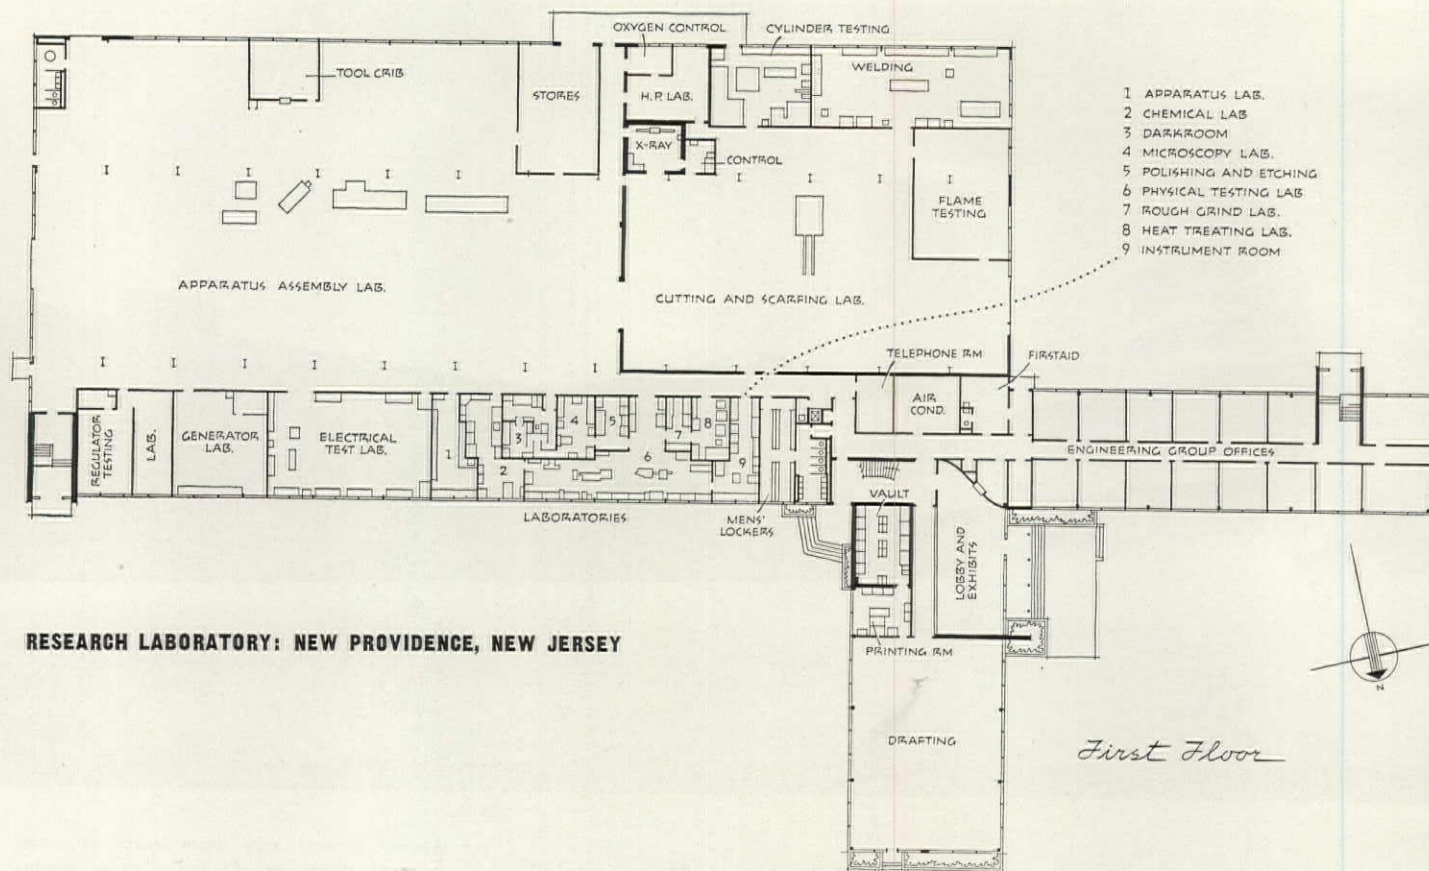 OXYGEN CONTROL
CYLINDER TESTING
TOOL CRIB
STORES
H.P. LAB.
WELDING
X-RAY
CONTROL
FLAME
TESTING
1 APPARATUS LAB.
2 CHEMICAL LAB
3 DARKROOM
4 MICROSCOPY LAB.
5 POLISHING AND ETCHING
6 PHYSICAL TESTING LAB
7 ROUGH GRIND LAB.
8 HEAT TREATING LAB.
9 INSTRUMENT ROOM
APPARATUS ASSEMBLY LAB.
CUTTING AND SCARFING LAB.
TELEPHONE RM
FIRSTAID
AIR
COND.
REGULATOR
TESTING
LAB.
GENERATOR
LAB.
ELECTRICAL
TEST LAB.
1
2
3
4
5
6
7
8
9
ENGINEERING GROUP OFFICES
LABORATORIES
MENS'
LOCKERS
VAULT
LOBBY AND
EXHIBITS
PRINTING RM
DRAFTING
RESEARCH LABORATORY: NEW PROVIDENCE, NEW JERSEY
N
First Floor